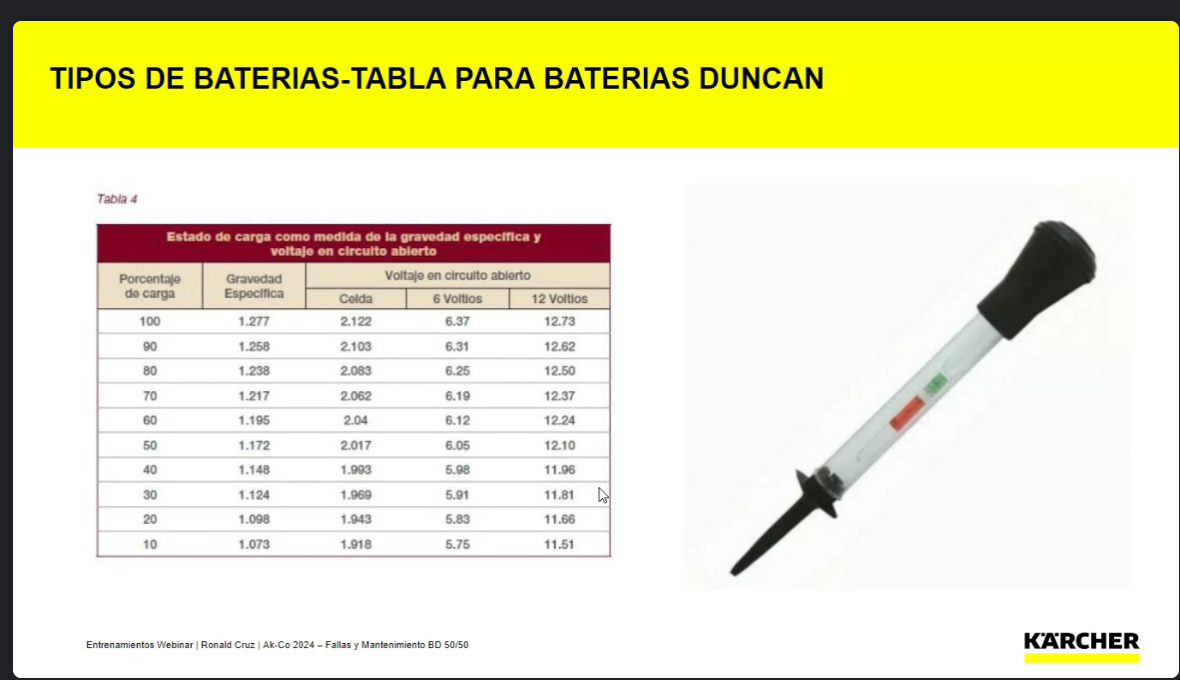 TIPOS DE BATERIAS-TABLA PARA BATERIAS DUNCAN
Tabla 4
Estado de carga como medida de la gravedad específica y
voltaje en circuito abierto
Porcentaje de carga Gravedad Específica Voltaje en circuito abierto
Celda 6 Voltios 12 Voltios
100 1.277 2.122 6.37 12.73
90 1.258 2.103 6.31 12.62
80 1.238 2.083 6.25 12.50
70 1.217 2.062 6.19 12.37
60 1.195 2.04 6.12 12.24
50 1.172 2.017 6.05 12.10
40 1.148 1.993 5.98 11.96
30 1.124 1.969 5.91 11.81
20 1.098 1.943 5.83 11.66
10 1.073 1.918 5.75 11.51
Entrenamientos Webinar | Ronald Cruz | Ak-Co 2024 – Fallas y Mantenimiento BD 50/50
KÄRCHER